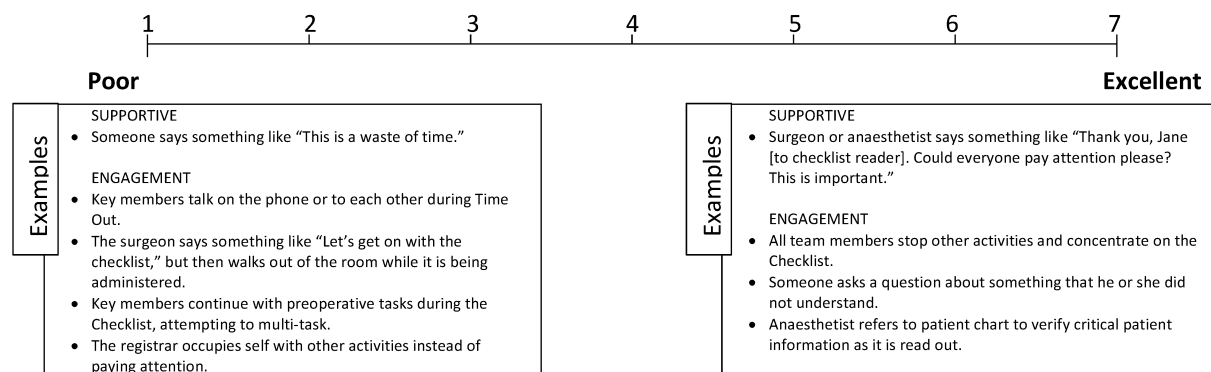 1 2 3 4 5 6 7
Poor
Excellent
Examples
SUPPORTIVE
• Someone says something like “This is a waste of time.”
ENGAGEMENT
• Key members talk on the phone or to each other during Time
Out.
• The surgeon says something like “Let’s get on with the
checklist,” but then walks out of the room while it is being
administered.
• Key members continue with preoperative tasks during the
Checklist, attempting to multi-task.
• The registrar occupies self with other activities instead of
paying attention.
Examples
SUPPORTIVE
• Surgeon or anaesthetist says something like “Thank you, Jane
[to checklist reader]. Could everyone pay attention please?
This is important.”
ENGAGEMENT
• All team members stop other activities and concentrate on the
Checklist.
• Someone asks a question about something that he or she did
not understand.
• Anaesthetist refers to patient chart to verify critical patient
information as it is read out.